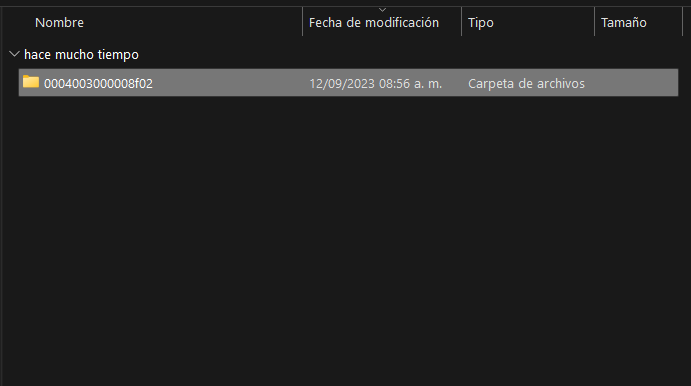 Nombre Fecha de modificación Tipo Tamaño
hace mucho tiempo
0004003000008f02 12/09/2023 08:56 a. m. Carpeta de archivos